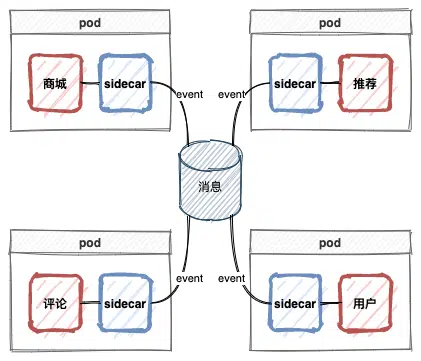 pod
pod
商城
sidecar
sidecar
推荐
event
event
消息
pod
pod
event
event
评论
sidecar
sidecar
用户